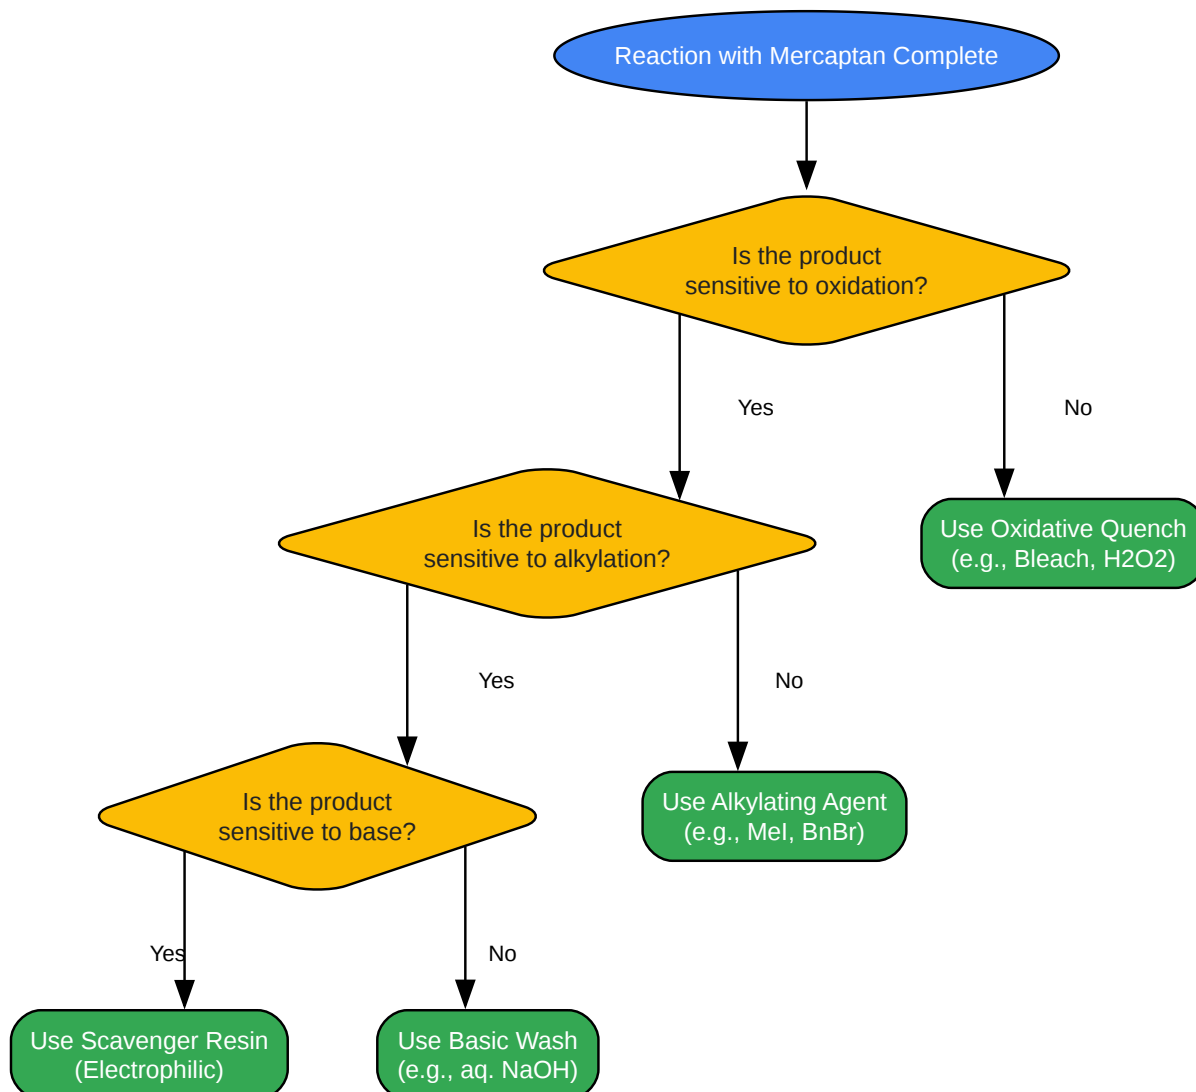 Reaction with Mercaptan Complete
Is the product
sensitive to oxidation?
Yes
No
Is the product
sensitive to alkylation?
Use Oxidative Quench
(e.g., Bleach, H2O2)
Yes
No
Is the product
sensitive to base?
Use Alkylating Agent
(e.g., MeI, BnBr)
Yes
No
Use Scavenger Resin
(Electrophilic)
Use Basic Wash
(e.g., aq. NaOH)